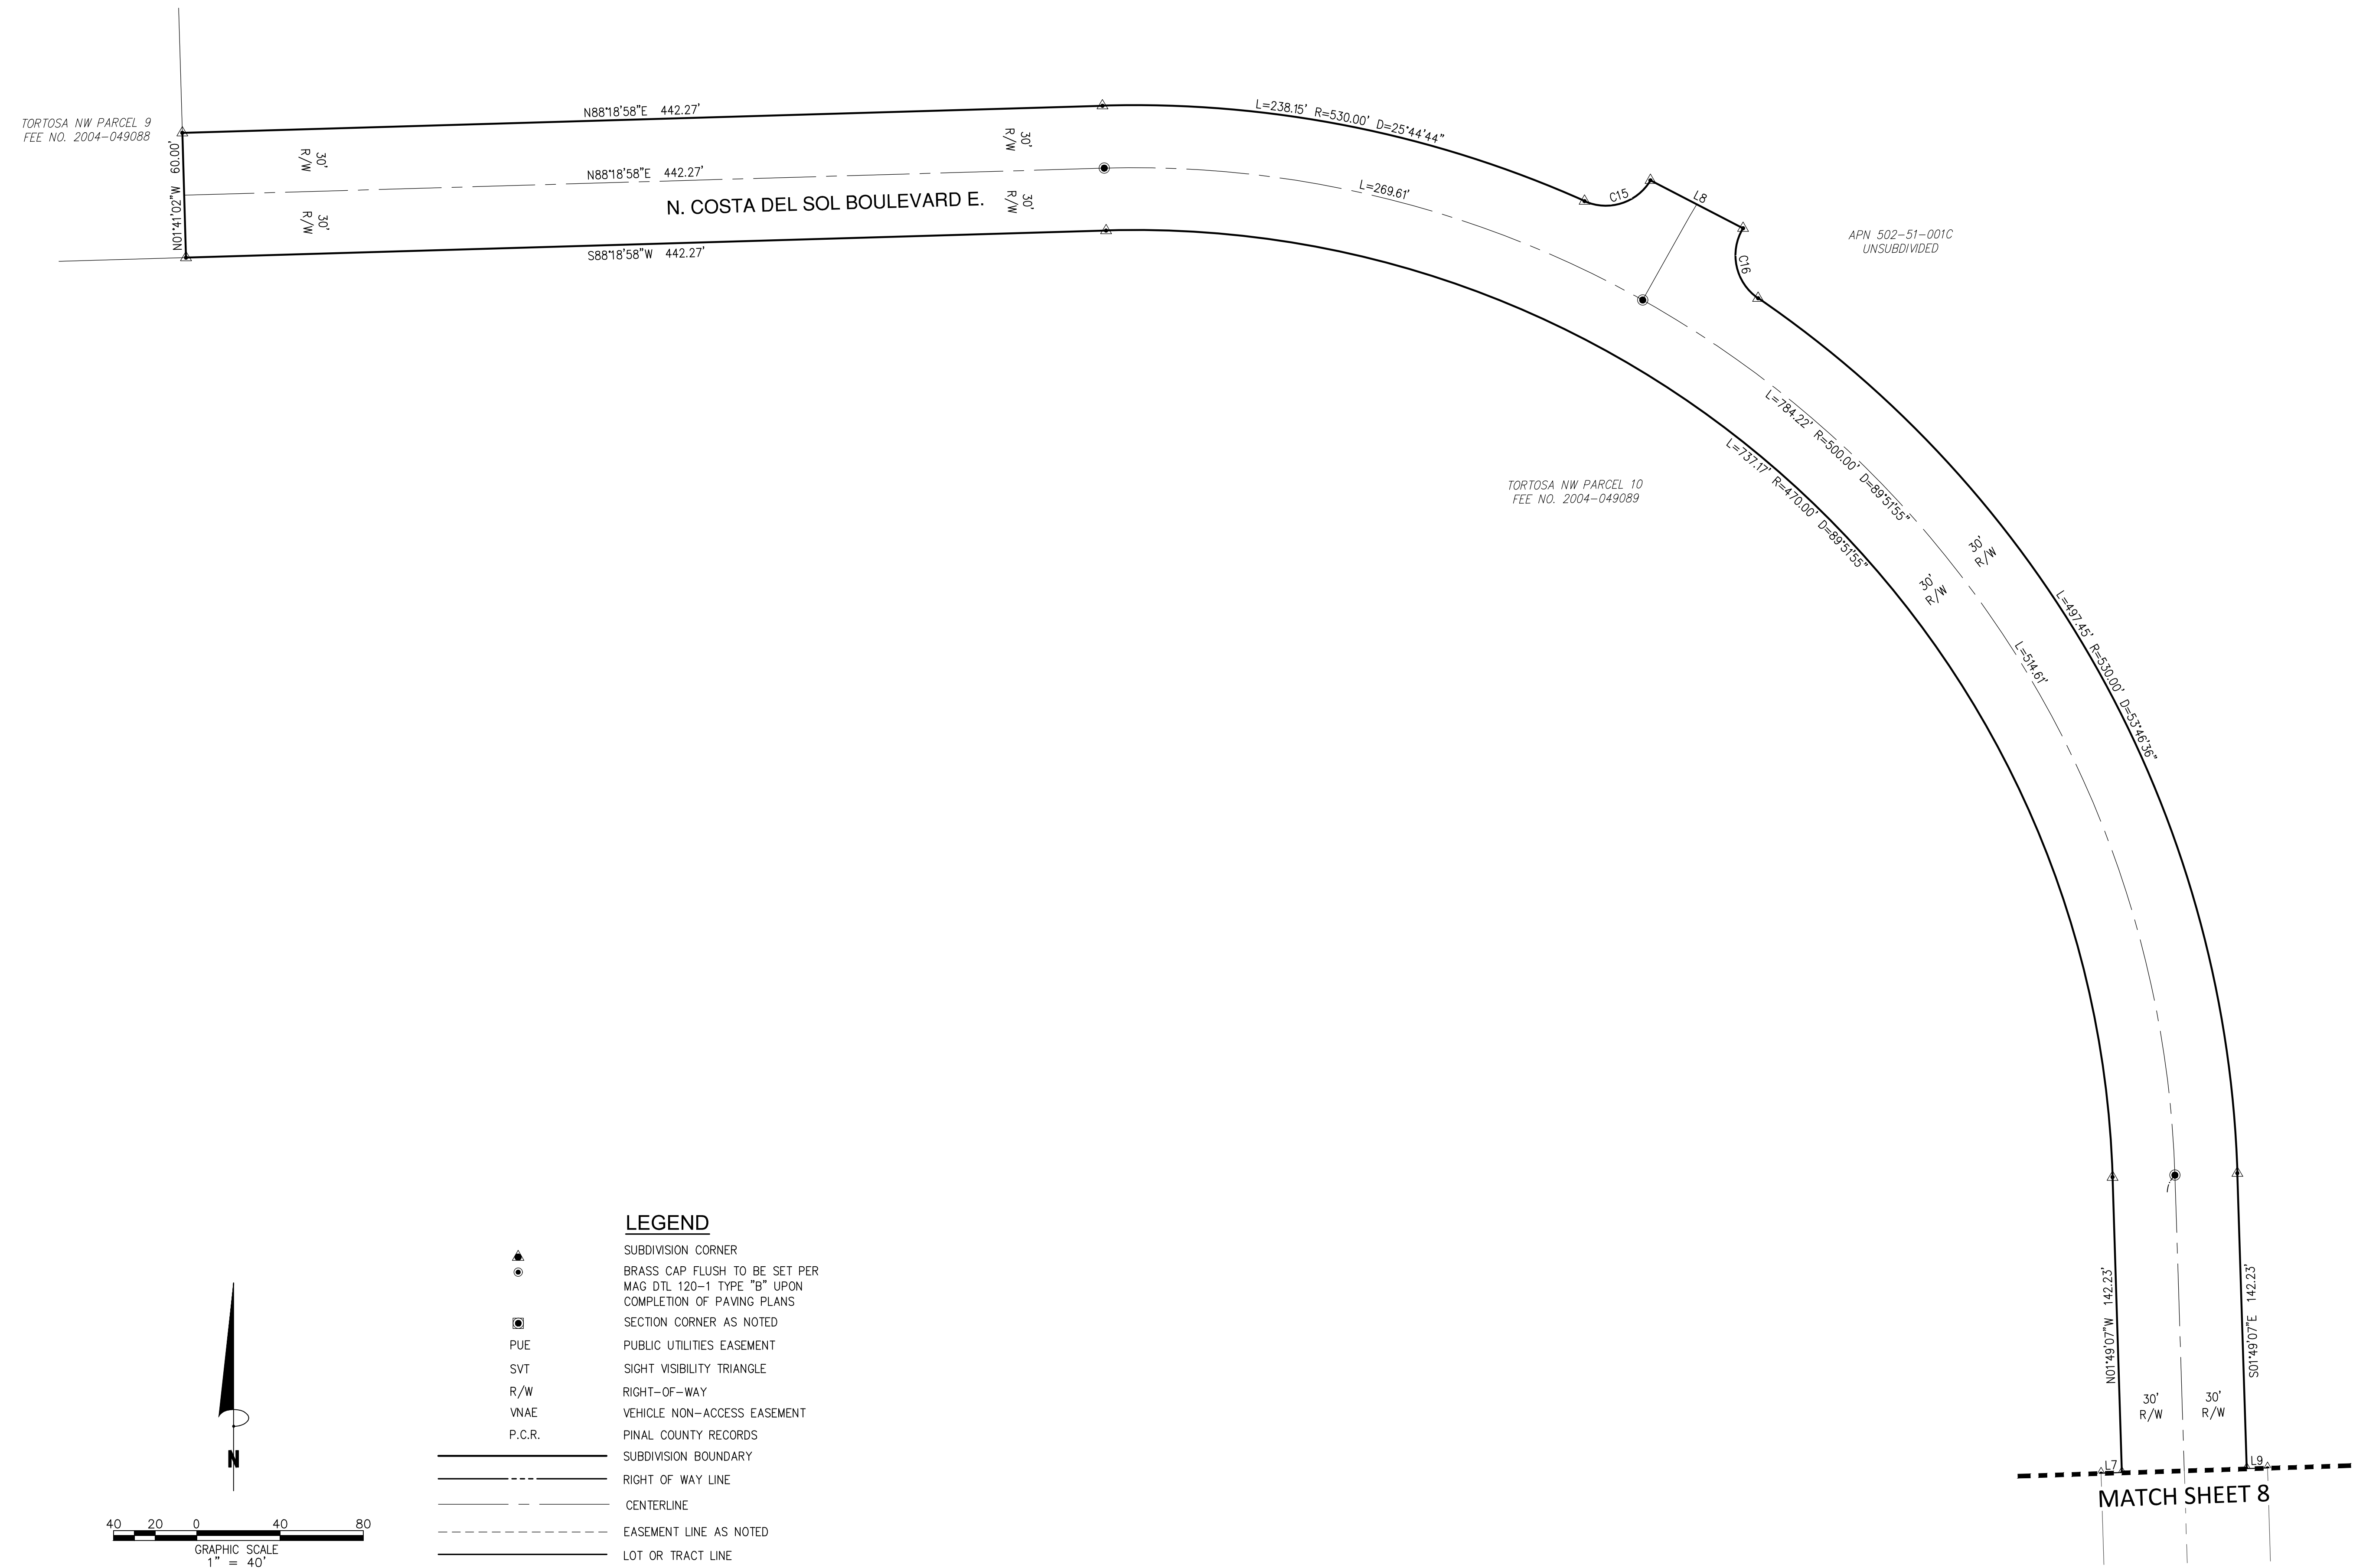 TORTOSA NW PARCEL 9
FEE NO. 2004-049088
N01°41'02"W 60.00'
N88°18'58"E 442.27'
30'
R/W
30'
R/W
N88°18'58"E 442.27'
30'
R/W
30'
R/W
N. COSTA DEL SOL BOULEVARD E.
S88°18'58"W 442.27'
L=238.15' R=530.00' D=25°44'44"
L=269.61'
C15
L8
C16
APN 502-51-001C
UNSUBDIVIDED
L=784.22' R=500.00' D=89°51'55"
L=737.17' R=470.00' D=89°51'55"
TORTOSA NW PARCEL 10
FEE NO. 2004-049089
30'
R/W
30'
R/W
L=497.45' R=530.00' D=53°46'36"
L=514.61'
N01°49'07"W 142.23'
S01°49'07"E 142.23'
30'
R/W
30'
R/W
L7
L9
MATCH SHEET 8
LEGEND
SUBDIVISION CORNER
BRASS CAP FLUSH TO BE SET PER
MAG DTL 120-1 TYPE "B" UPON
COMPLETION OF PAVING PLANS
SECTION CORNER AS NOTED
PUE PUBLIC UTILITIES EASEMENT
SVT SIGHT VISIBILITY TRIANGLE
R/W RIGHT-OF-WAY
VNAE VEHICLE NON-ACCESS EASEMENT
P.C.R. PINAL COUNTY RECORDS
SUBDIVISION BOUNDARY
RIGHT OF WAY LINE
CENTERLINE
EASEMENT LINE AS NOTED
LOT OR TRACT LINE
N
40 20 0 40 80
GRAPHIC SCALE
1" = 40'